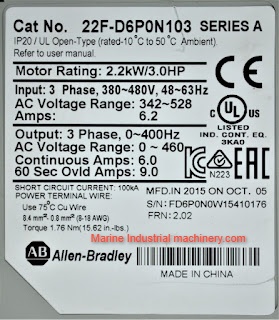 Cat No. 22F-D6P0N103 SERIES A
IP20 / UL Open-Type (rated-10°C to 50°C Ambient).
Refer to user manual.
Motor Rating: 2.2kW/3.0HP
Input: 3 Phase, 380~480V, 48~63Hz
AC Voltage Range: 342~528
Amps: 6.2
Output: 3 Phase, 0~400Hz
AC Voltage Range: 0 ~ 460
Continuous Amps: 6.0
60 Sec Ovld Amps: 9.0
CE
C UL US
LISTED
IND. CONT. EQ.
3KA0
N223
SHORT CIRCUIT CURRENT: 100kA
POWER TERMINAL WIRE:
Use 75°C Cu Wire
8.4 mm²- 0.8 mm² (8-18 AWG)
Torque 1.76 Nm (15.62 in.-lbs.)
MFD.IN 2015 ON OCT. 05
S/N: FD6P0N0W15410176
FRN: 2.02
Marine Industrial machinery.com
AB Allen-Bradley
MADE IN CHINA